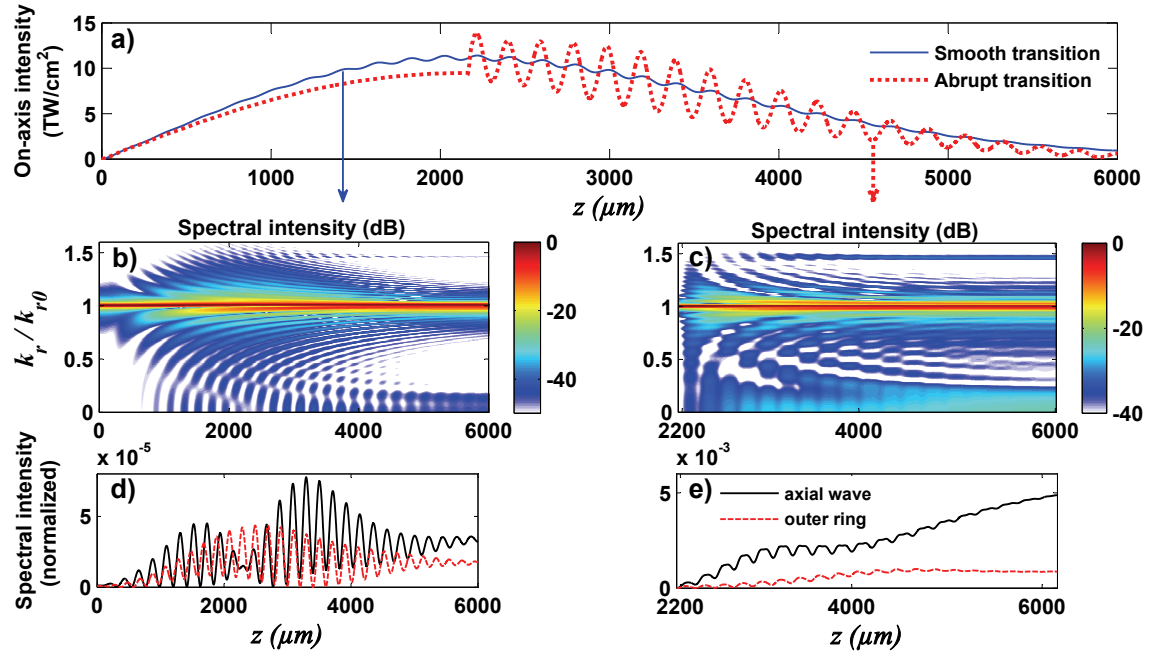 a)
On-axis intensity
(TW/cm²)
15
10
5
0
Smooth transition
Abrupt transition
0 1000 2000 3000 4000 5000 6000
z (μm)
Spectral intensity (dB)
b)
k_r / k_r0
1.5
1
0.5
0
0 2000 4000 6000
0
-20
-40
Spectral intensity (dB)
c)
1.5
1
0.5
0
2200 4000 6000
0
-10
-20
-30
-40
x 10⁻⁵
d)
Spectral intensity
(normalized)
5
0
0 2000 4000 6000
z (μm)
x 10⁻³
e)
axial wave
outer ring
5
0
2200 4000 6000
z (μm)